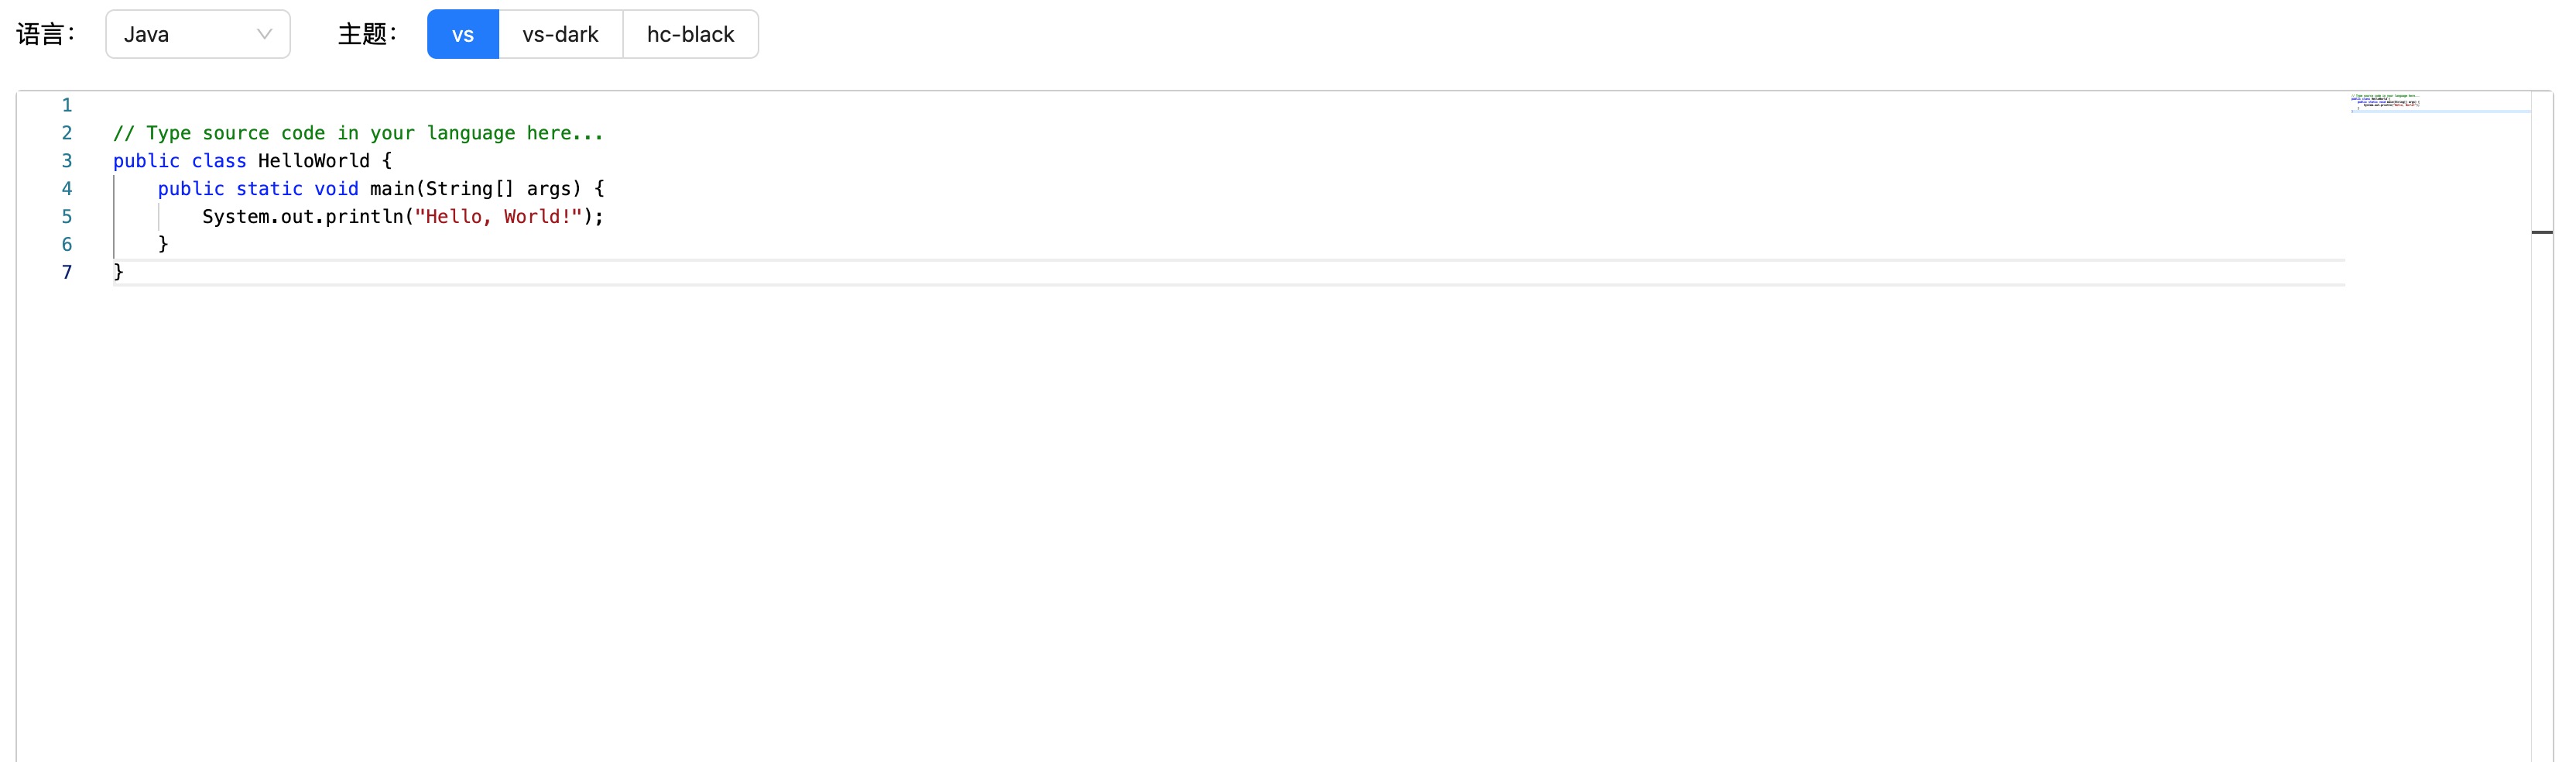 语言： Java 主题： vs vs-dark hc-black
1
2 // Type source code in your language here...
3 public class HelloWorld {
4     public static void main(String[] args) {
5         System.out.println("Hello, World!");
6     }
7 }